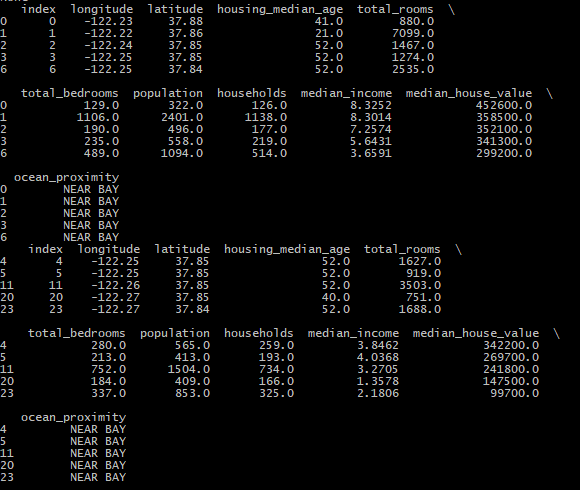 index  longitude  latitude  housing_median_age  total_rooms  \
0      0    -122.23     37.88                41.0        880.0
1      1    -122.22     37.86                21.0       7099.0
2      2    -122.24     37.85                52.0       1467.0
3      3    -122.25     37.85                52.0       1274.0
6      6    -122.25     37.84                52.0       2535.0
total_bedrooms  population  households  median_income  median_house_value  \
0           129.0       322.0       126.0         8.3252            452600.0
1          1106.0      2401.0      1138.0         8.3014            358500.0
2           190.0       496.0       177.0         7.2574            352100.0
3           235.0       558.0       219.0         5.6431            341300.0
6           489.0      1094.0       514.0         3.6591            299200.0
ocean_proximity
0        NEAR BAY
1        NEAR BAY
2        NEAR BAY
3        NEAR BAY
6        NEAR BAY
index  longitude  latitude  housing_median_age  total_rooms  \
4       4    -122.25     37.85                52.0       1627.0
5       5    -122.25     37.85                52.0        919.0
11     11    -122.26     37.85                52.0       3503.0
20     20    -122.27     37.85                40.0        751.0
23     23    -122.27     37.84                52.0       1688.0
total_bedrooms  population  households  median_income  median_house_value  \
4            280.0       565.0       259.0         3.8462            342200.0
5            213.0       413.0       193.0         4.0368            269700.0
11           752.0      1504.0       734.0         3.2705            241800.0
20           184.0       409.0       166.0         1.3578            147500.0
23           337.0       853.0       325.0         2.1806             99700.0
ocean_proximity
4         NEAR BAY
5         NEAR BAY
11        NEAR BAY
20        NEAR BAY
23        NEAR BAY